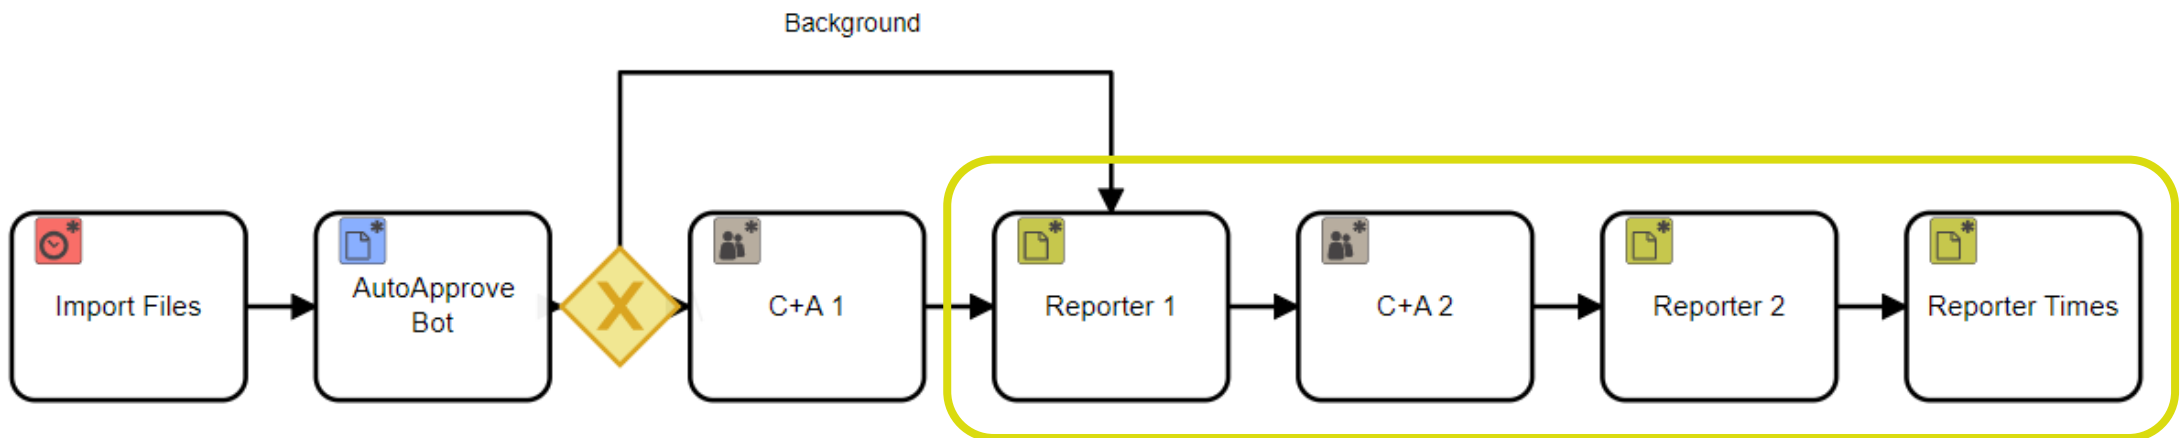 Background
Import Files
AutoApprove
Bot
X
C+A 1
Reporter 1
C+A 2
Reporter 2
Reporter Times